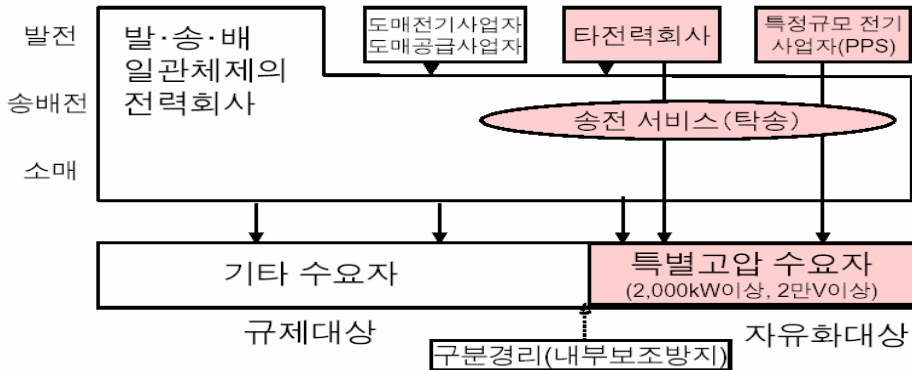 발전
발·송·배
일관체제의
전력회사
도매전기사업자
도매공급사업자
타전력회사
특정규모 전기
사업자(PPS)
송배전
송전 서비스(탁송)
소매
기타 수요자
특별고압 수요자
(2,000kW이상, 2만V이상)
규제대상
자유화대상
구분경리(내부보조방지)